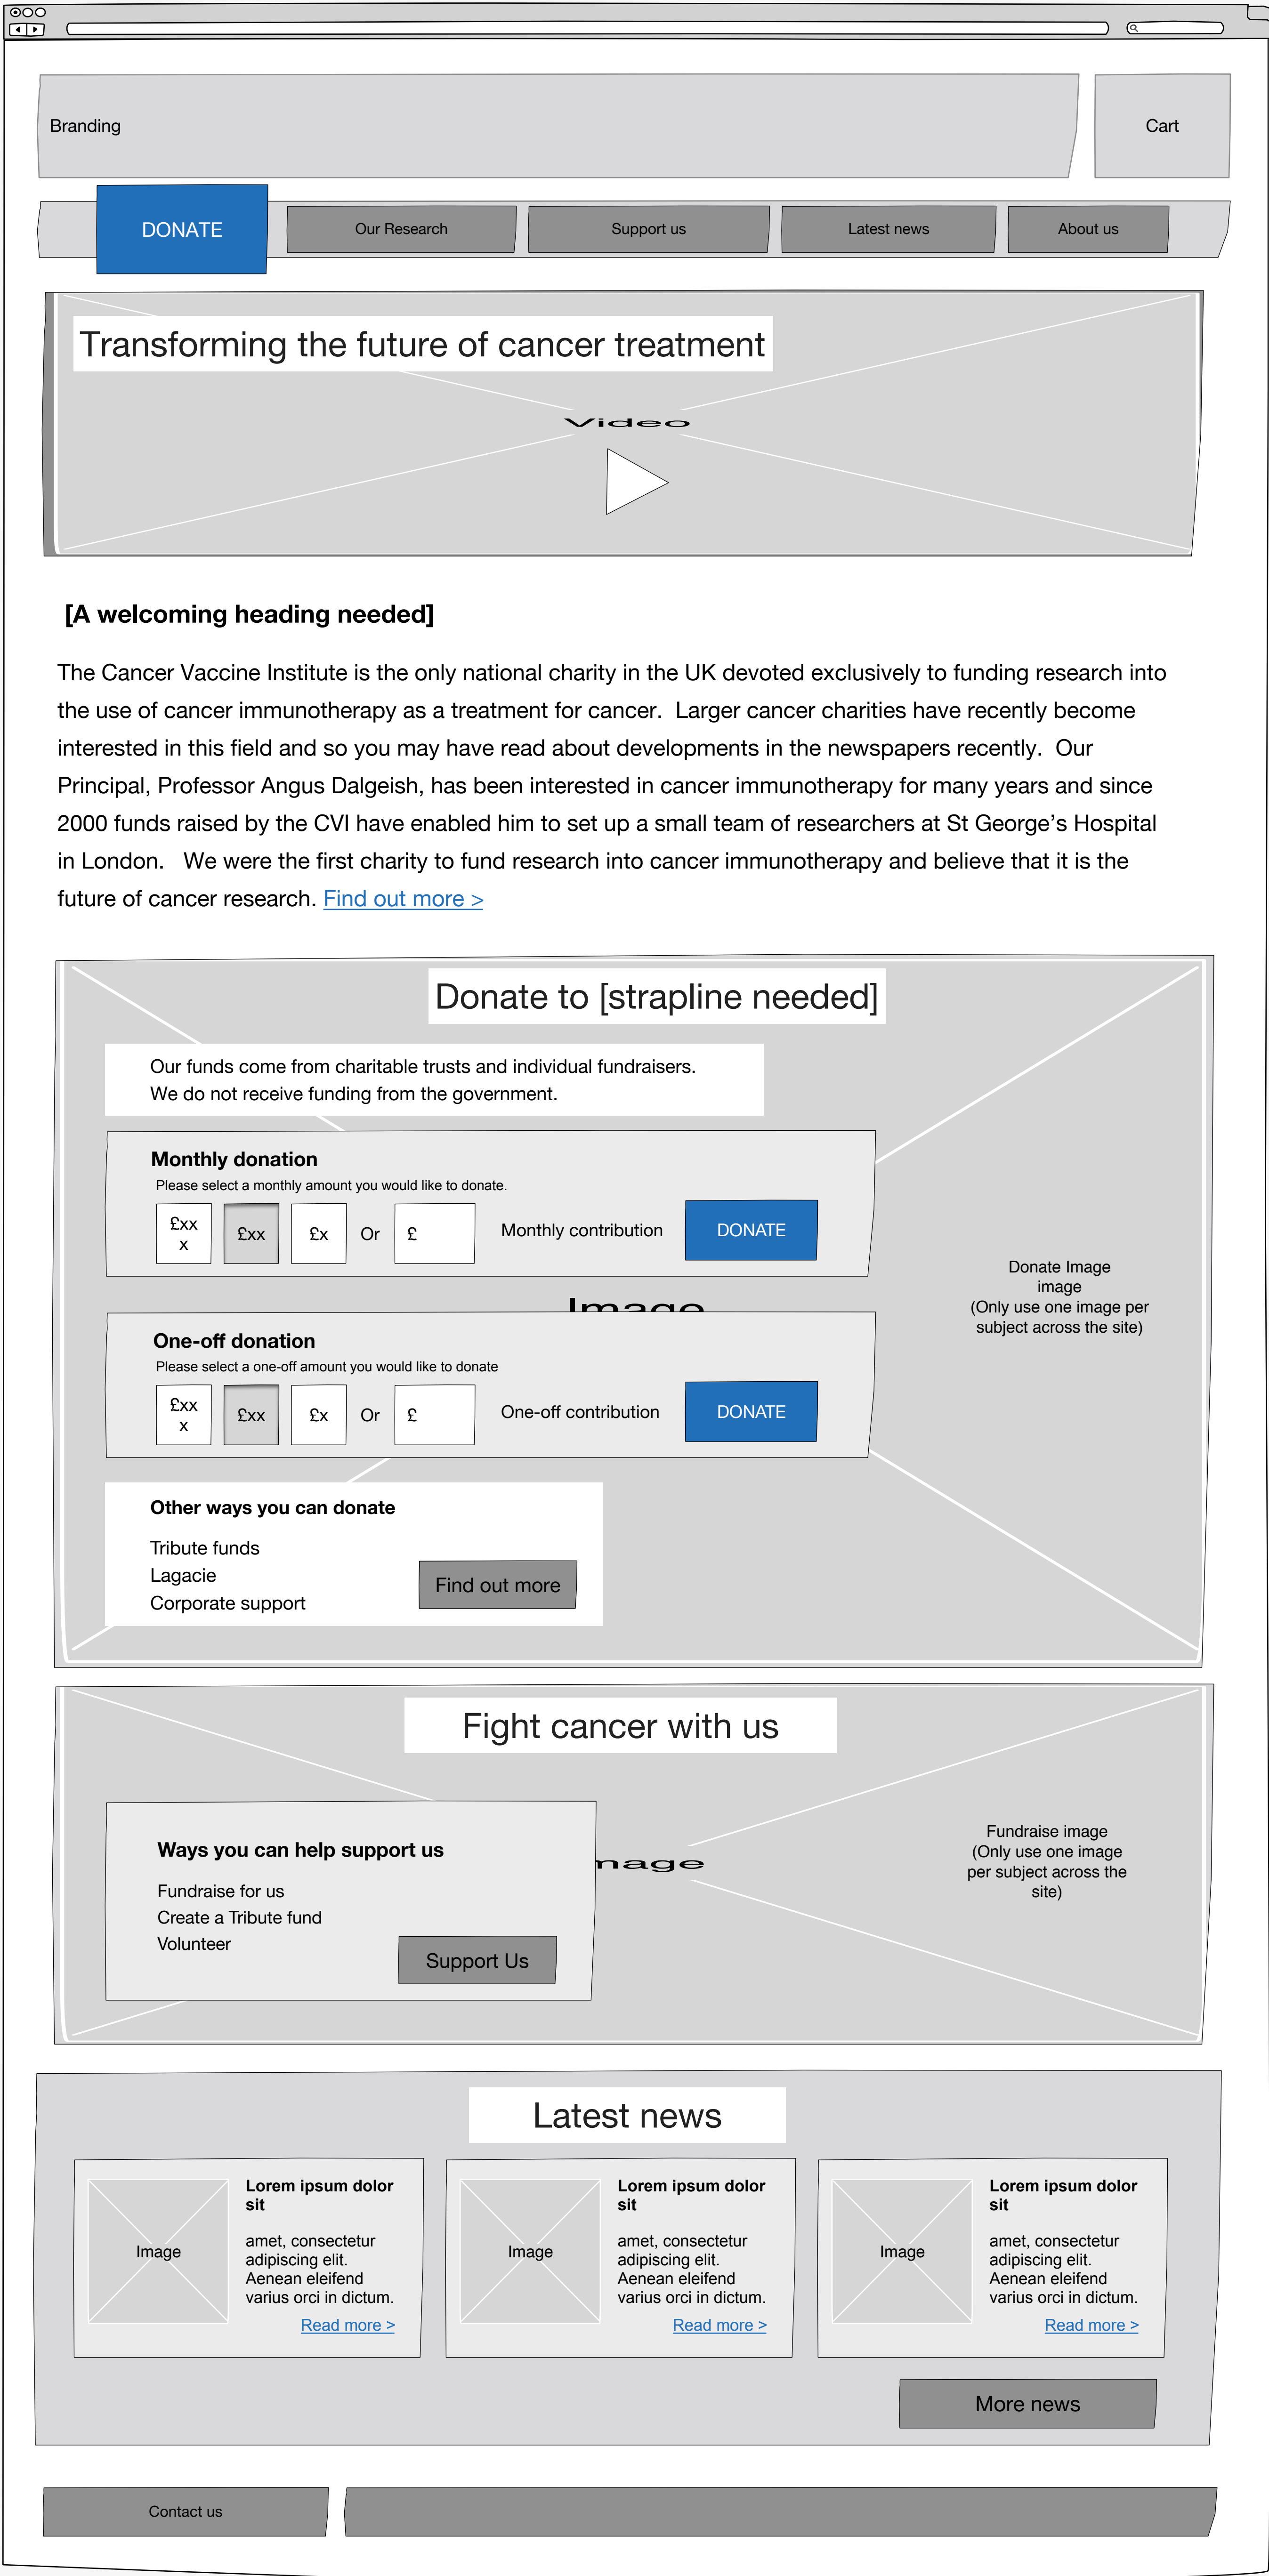 Branding
Cart
DONATE
Our Research
Support us
Latest news
About us
Transforming the future of cancer treatment
Video
[A welcoming heading needed]
The Cancer Vaccine Institute is the only national charity in the UK devoted exclusively to funding research into
the use of cancer immunotherapy as a treatment for cancer.  Larger cancer charities have recently become
interested in this field and so you may have read about developments in the newspapers recently.  Our
Principal, Professor Angus Dalgeish, has been interested in cancer immunotherapy for many years and since
2000 funds raised by the CVI have enabled him to set up a small team of researchers at St George’s Hospital
in London.   We were the first charity to fund research into cancer immunotherapy and believe that it is the
future of cancer research. Find out more >
Donate to [strapline needed]
Our funds come from charitable trusts and individual fundraisers.
We do not receive funding from the government.
Monthly donation
Please select a monthly amount you would like to donate.
£xx
x
£xx
£x
Or
£
Monthly contribution
DONATE
Image
One-off donation
Please select a one-off amount you would like to donate
£xx
x
£xx
£x
Or
£
One-off contribution
DONATE
Donate Image
image
(Only use one image per
subject across the site)
Other ways you can donate
Tribute funds
Lagacie
Corporate support
Find out more
Fight cancer with us
Ways you can help support us
Fundraise for us
Create a Tribute fund
Volunteer
Support Us
mage
Fundraise image
(Only use one image
per subject across the
site)
Latest news
Image
Lorem ipsum dolor
sit
amet, consectetur
adipiscing elit.
Aenean eleifend
varius orci in dictum.
Read more >
Image
Lorem ipsum dolor
sit
amet, consectetur
adipiscing elit.
Aenean eleifend
varius orci in dictum.
Read more >
Image
Lorem ipsum dolor
sit
amet, consectetur
adipiscing elit.
Aenean eleifend
varius orci in dictum.
Read more >
More news
Contact us